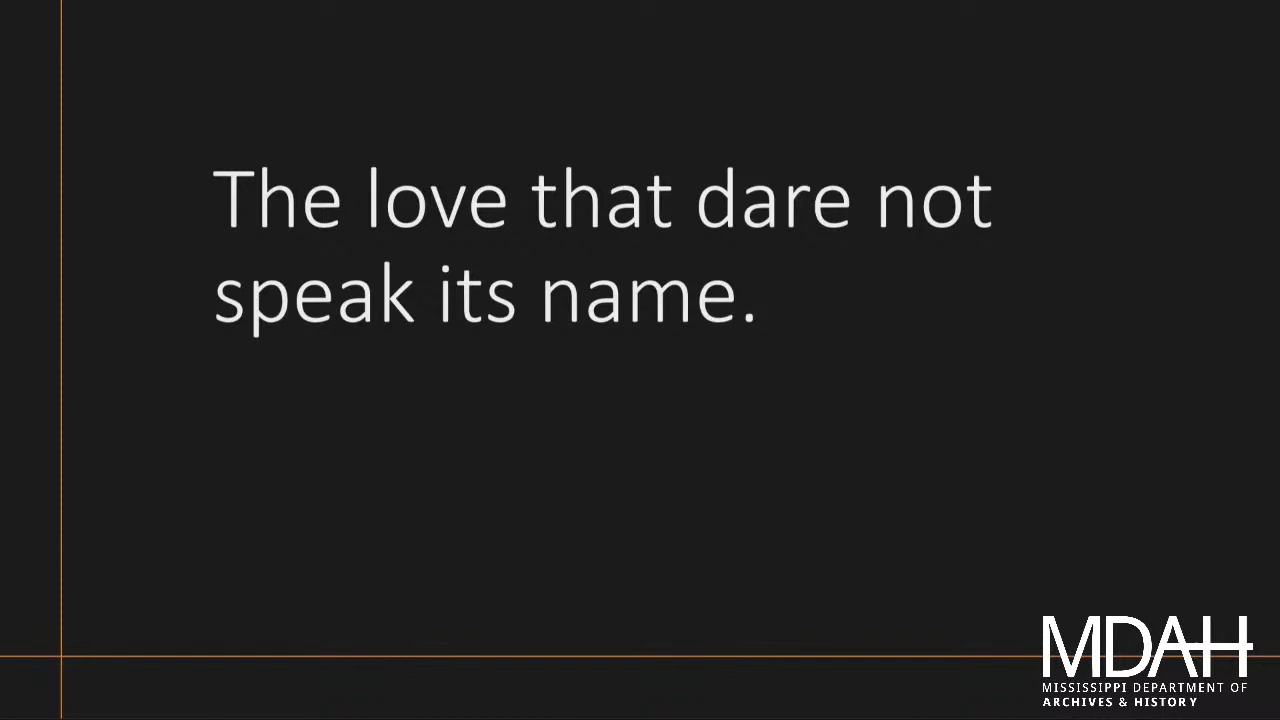 The love that dare not
speak its name.
MDAH
MISSISSIPPI DEPARTMENT OF
ARCHIVES & HISTORY